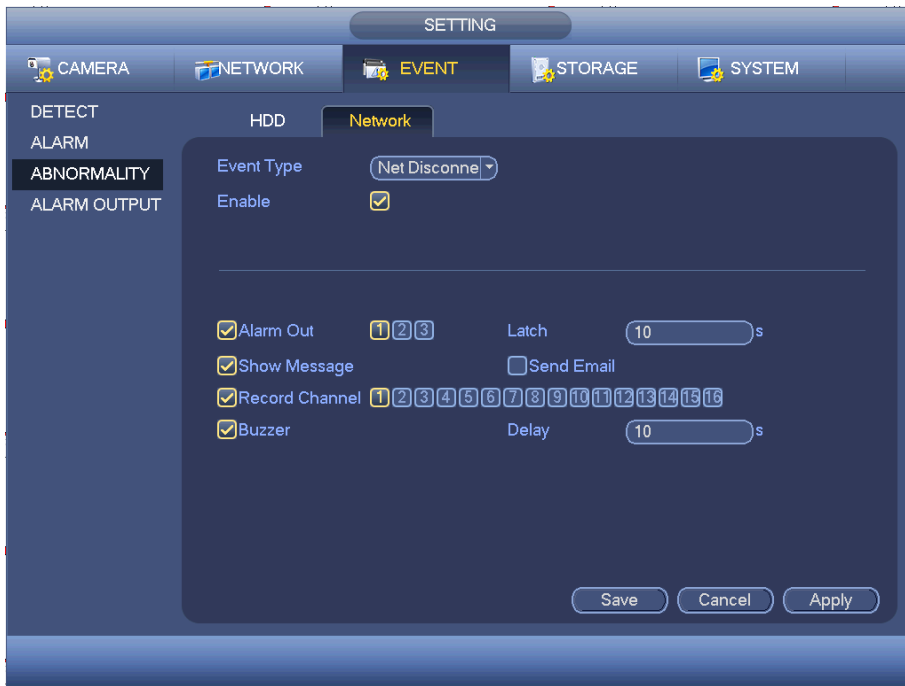 SETTING
CAMERA NETWORK EVENT STORAGE SYSTEM
DETECT
ALARM
ABNORMALITY
ALARM OUTPUT
HDD Network
Event Type Net Disconne
Enable
Alarm Out 1 2 3 Latch 10 s
Show Message Send Email
Record Channel 1 2 3 4 5 6 7 8 9 10 11 12 13 14 15 16
Buzzer Delay 10 s
Save Cancel Apply